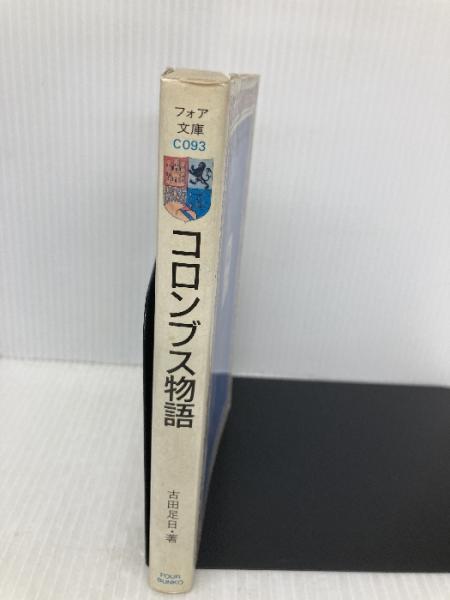 フォア
文庫
C093
コロンブス物語
古田足日・著
FOUR
BUNKO